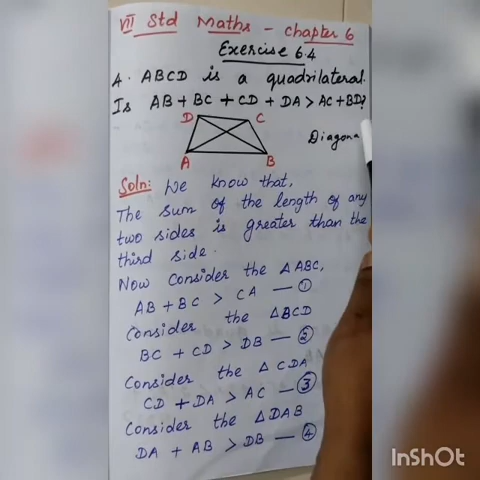 VII Std Maths - chapter 6
Exercise 6.4
4. ABCD is a quadrilateral.
Is AB + BC + CD + DA > AC + BD?
D C
Diagona
A B
Soln: We know that,
The sum of the length of any
two sides is greater than the
third side.
Now consider the △ABC,
AB + BC > CA — ①
Consider the △BCD
BC + CD > DB — ②
Consider the △CDA
CD + DA > AC — ③
Consider the △DAB
DA + AB > DB — ④
InShOt